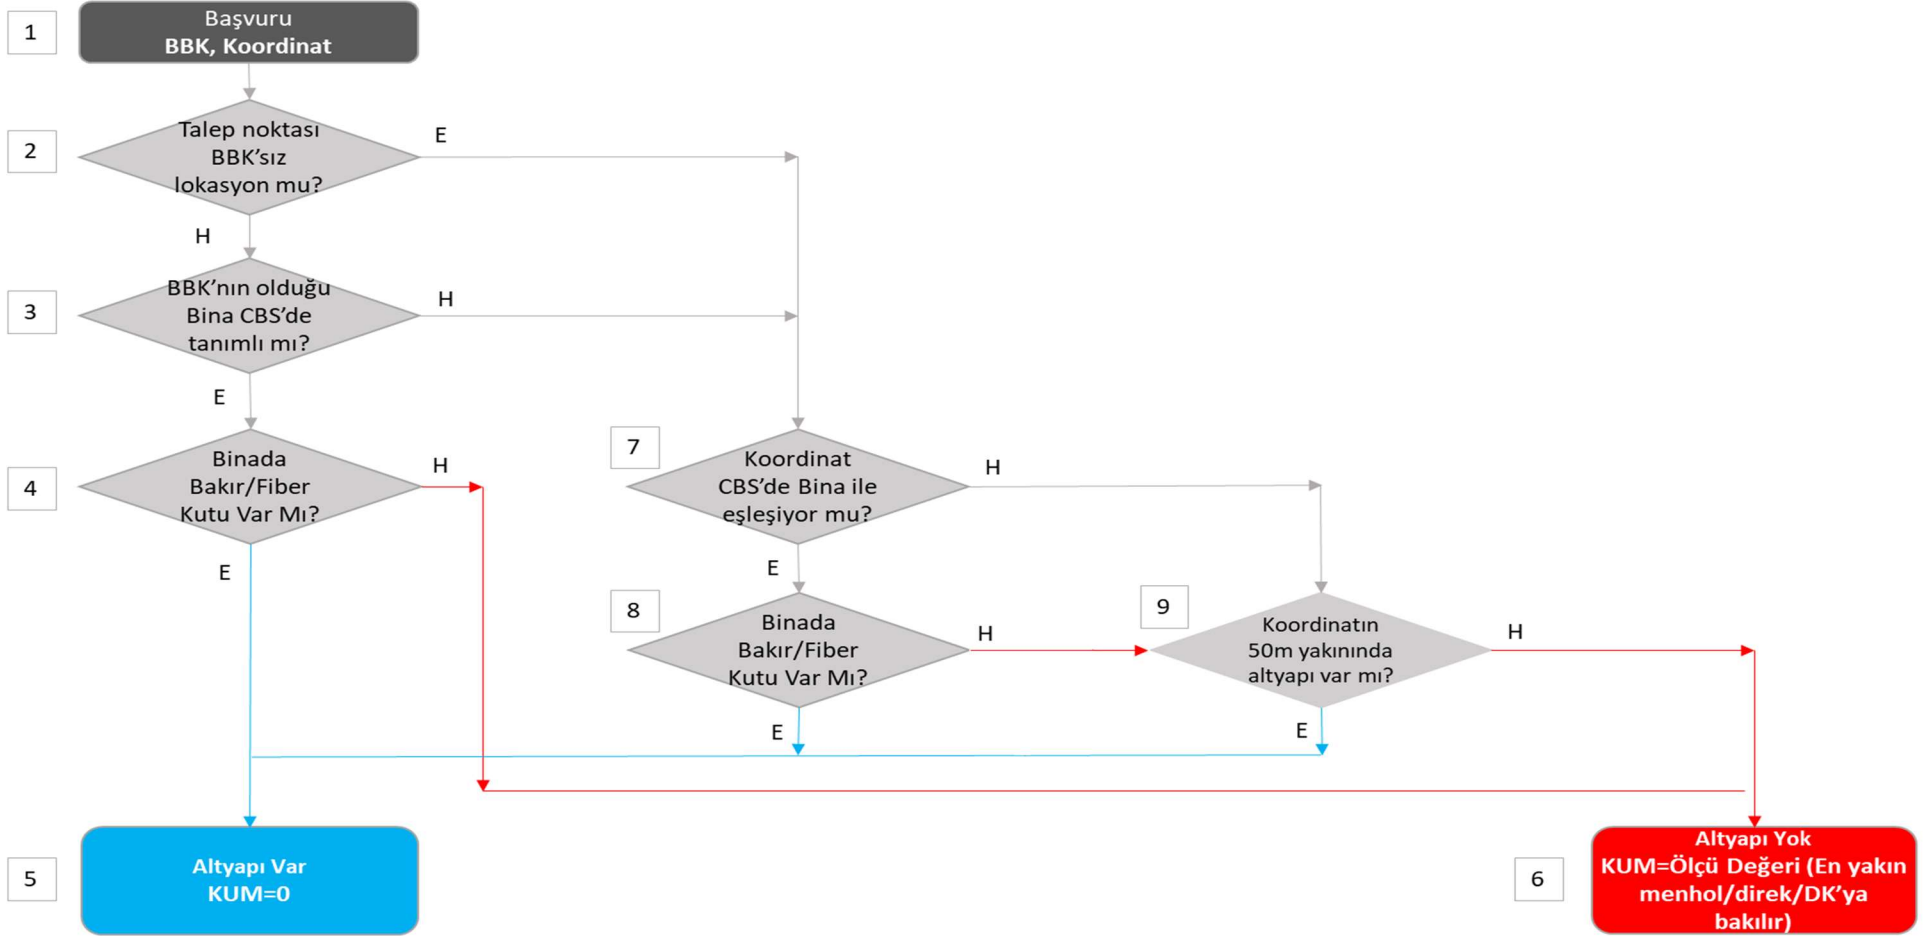 1
Başvuru
BBK, Koordinat
2
Talep noktası
BBK’sız
lokasyon mu?
E
H
3
BBK’nın olduğu
Bina CBS’de
tanımlı mı?
H
E
4
Binada
Bakır/Fiber
Kutu Var Mı?
H
E
7
Koordinat
CBS’de Bina ile
eşleşiyor mu?
H
E
8
Binada
Bakır/Fiber
Kutu Var Mı?
H
E
9
Koordinatın
50m yakınında
altyapı var mı?
H
E
5
Altyapı Var
KUM=0
6
Altyapı Yok
KUM=Ölçü Değeri (En yakın
menhol/direk/DK’ya
bakılır)